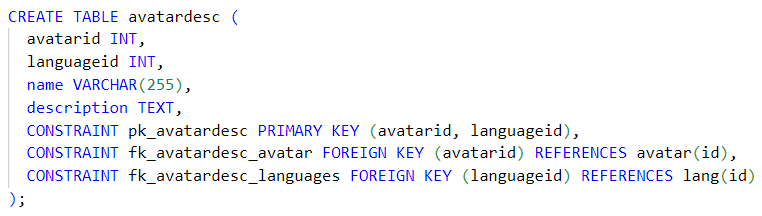 CREATE TABLE avatardesc (
  avatarid INT,
  languageid INT,
  name VARCHAR(255),
  description TEXT,
  CONSTRAINT pk_avatardesc PRIMARY KEY (avatarid, languageid),
  CONSTRAINT fk_avatardesc_avatar FOREIGN KEY (avatarid) REFERENCES avatar(id),
  CONSTRAINT fk_avatardesc_languages FOREIGN KEY (languageid) REFERENCES lang(id)
);